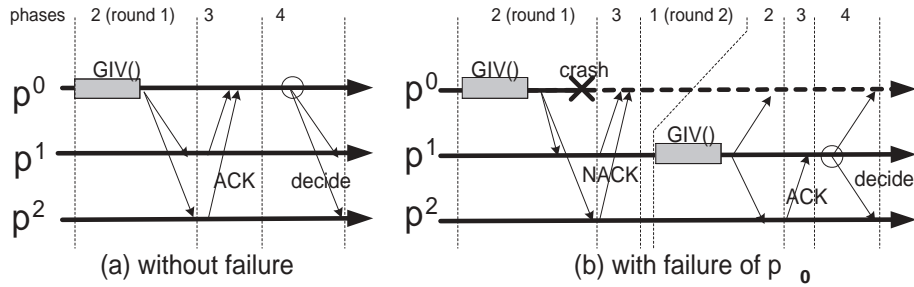 phases 2 (round 1) 3 4
GIV()
p0
p1
ACK
decide
p2
(a) without failure
2 (round 1) 3 1 (round 2) 2 3 4
GIV()
crash
p0
GIV()
p1
NACK
ACK
decide
p2
(b) with failure of p 0